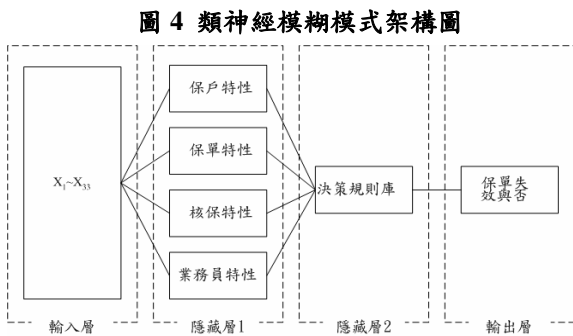 圖 4 類神經模糊模式架構圖
X₁~X₃₃
保戶特性
保單特性
核保特性
業務員特性
決策規則庫
保單失
效與否
輸入層
隱藏層1
隱藏層2
輸出層